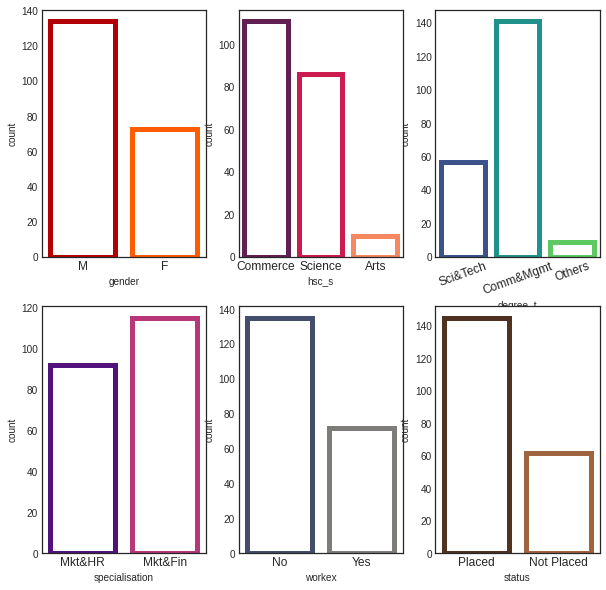 140
120
100
80
60
40
20
0
count
M F
gender
100
80
60
40
20
0
count
Commerce Science Arts
hsc_s
140
120
100
80
60
40
20
0
count
Sci&Tech Comm&Mgmt Others
degree_t
120
100
80
60
40
20
0
count
Mkt&HR Mkt&Fin
specialisation
140
120
100
80
60
40
20
0
count
No Yes
workex
140
120
100
80
60
40
20
0
count
Placed Not Placed
status